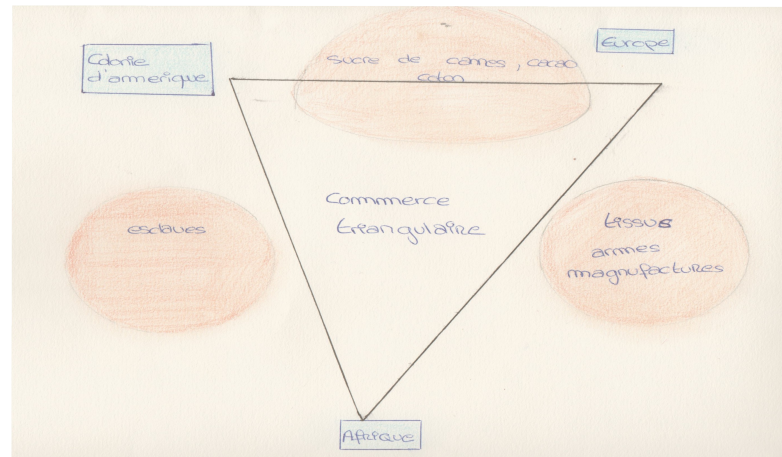 Colonie
d'amerique
sucre de cannes, cacao
coton
Europe
Commerce
triangulaire
esclaves
tissus
armes
magnufactures
Afrique